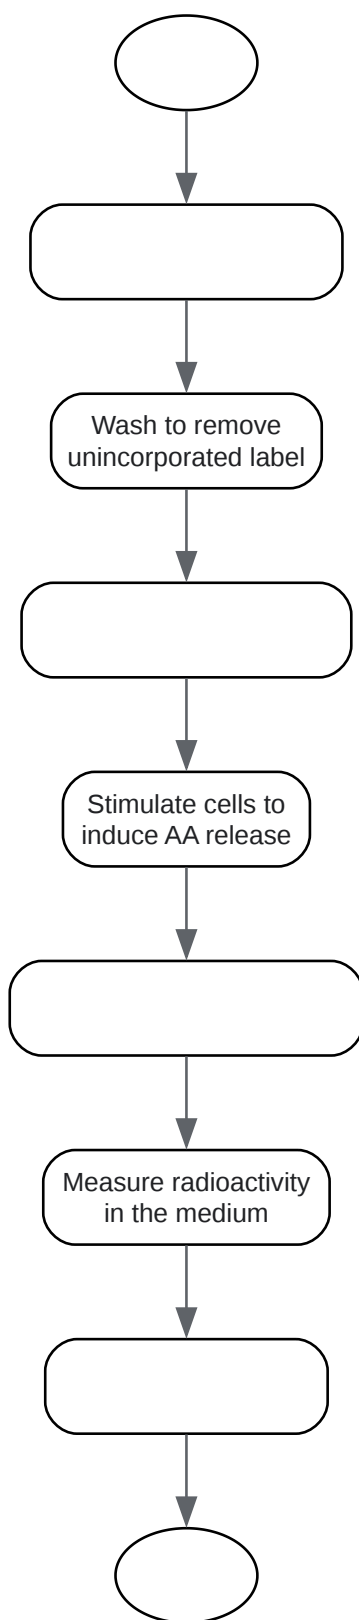 Wash to remove
unincorporated label
Stimulate cells to
induce AA release
Measure radioactivity
in the medium